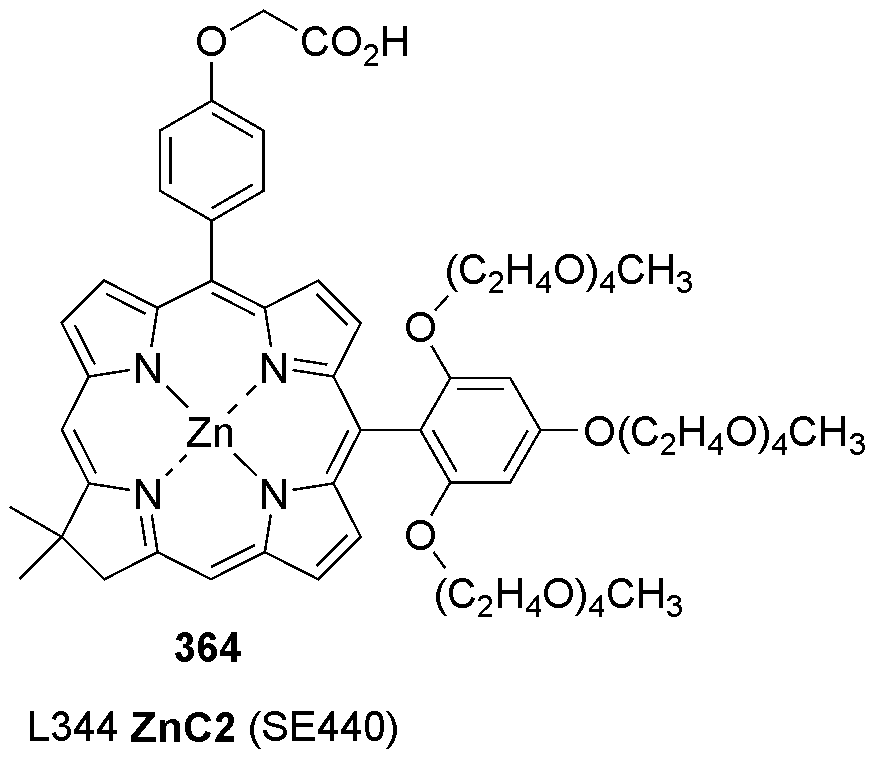 O CO₂H
(C₂H₄O)₄CH₃
O
N N
Zn O(C₂H₄O)₄CH₃
N N
O
(C₂H₄O)₄CH₃
364
L344 ZnC2 (SE440)